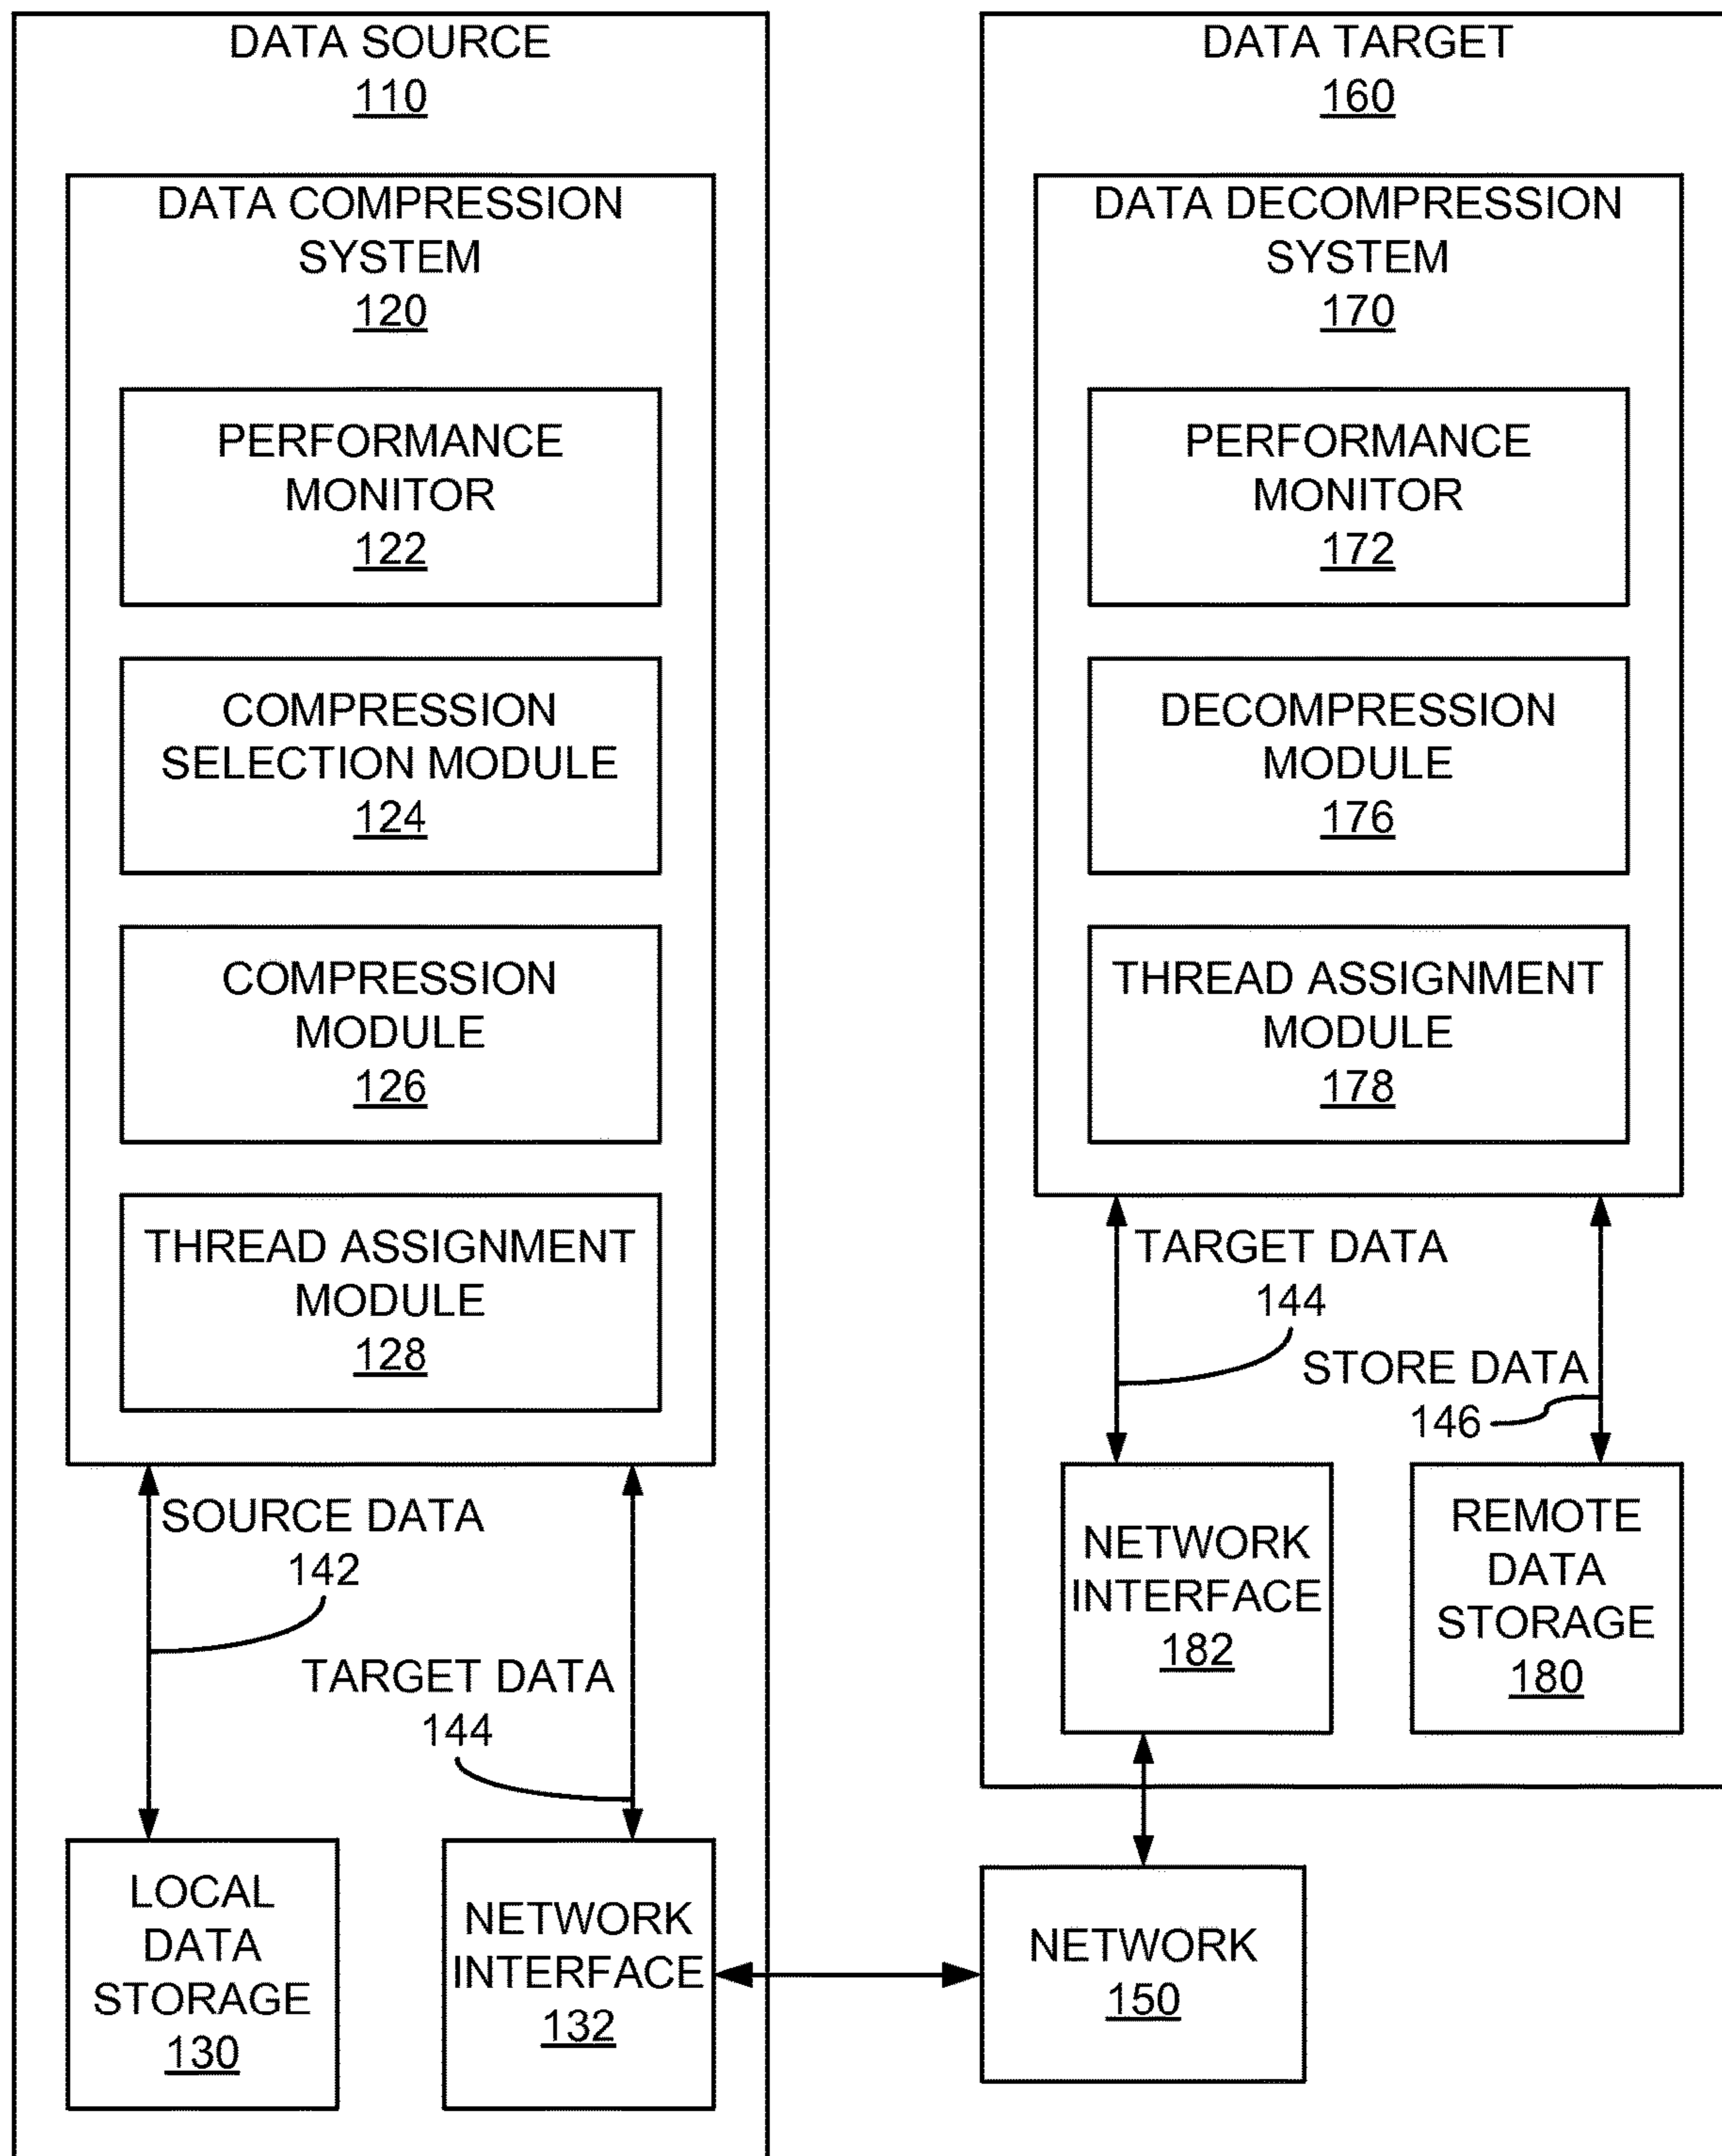 DATA SOURCE
110
DATA COMPRESSION
SYSTEM
120
PERFORMANCE
MONITOR
122
COMPRESSION
SELECTION MODULE
124
COMPRESSION
MODULE
126
THREAD ASSIGNMENT
MODULE
128
SOURCE DATA
142
TARGET DATA
144
LOCAL
DATA
STORAGE
130
NETWORK
INTERFACE
132
DATA TARGET
160
DATA DECOMPRESSION
SYSTEM
170
PERFORMANCE
MONITOR
172
DECOMPRESSION
MODULE
176
THREAD ASSIGNMENT
MODULE
178
TARGET DATA
144
STORE DATA
146
NETWORK
INTERFACE
182
REMOTE
DATA
STORAGE
180
NETWORK
150